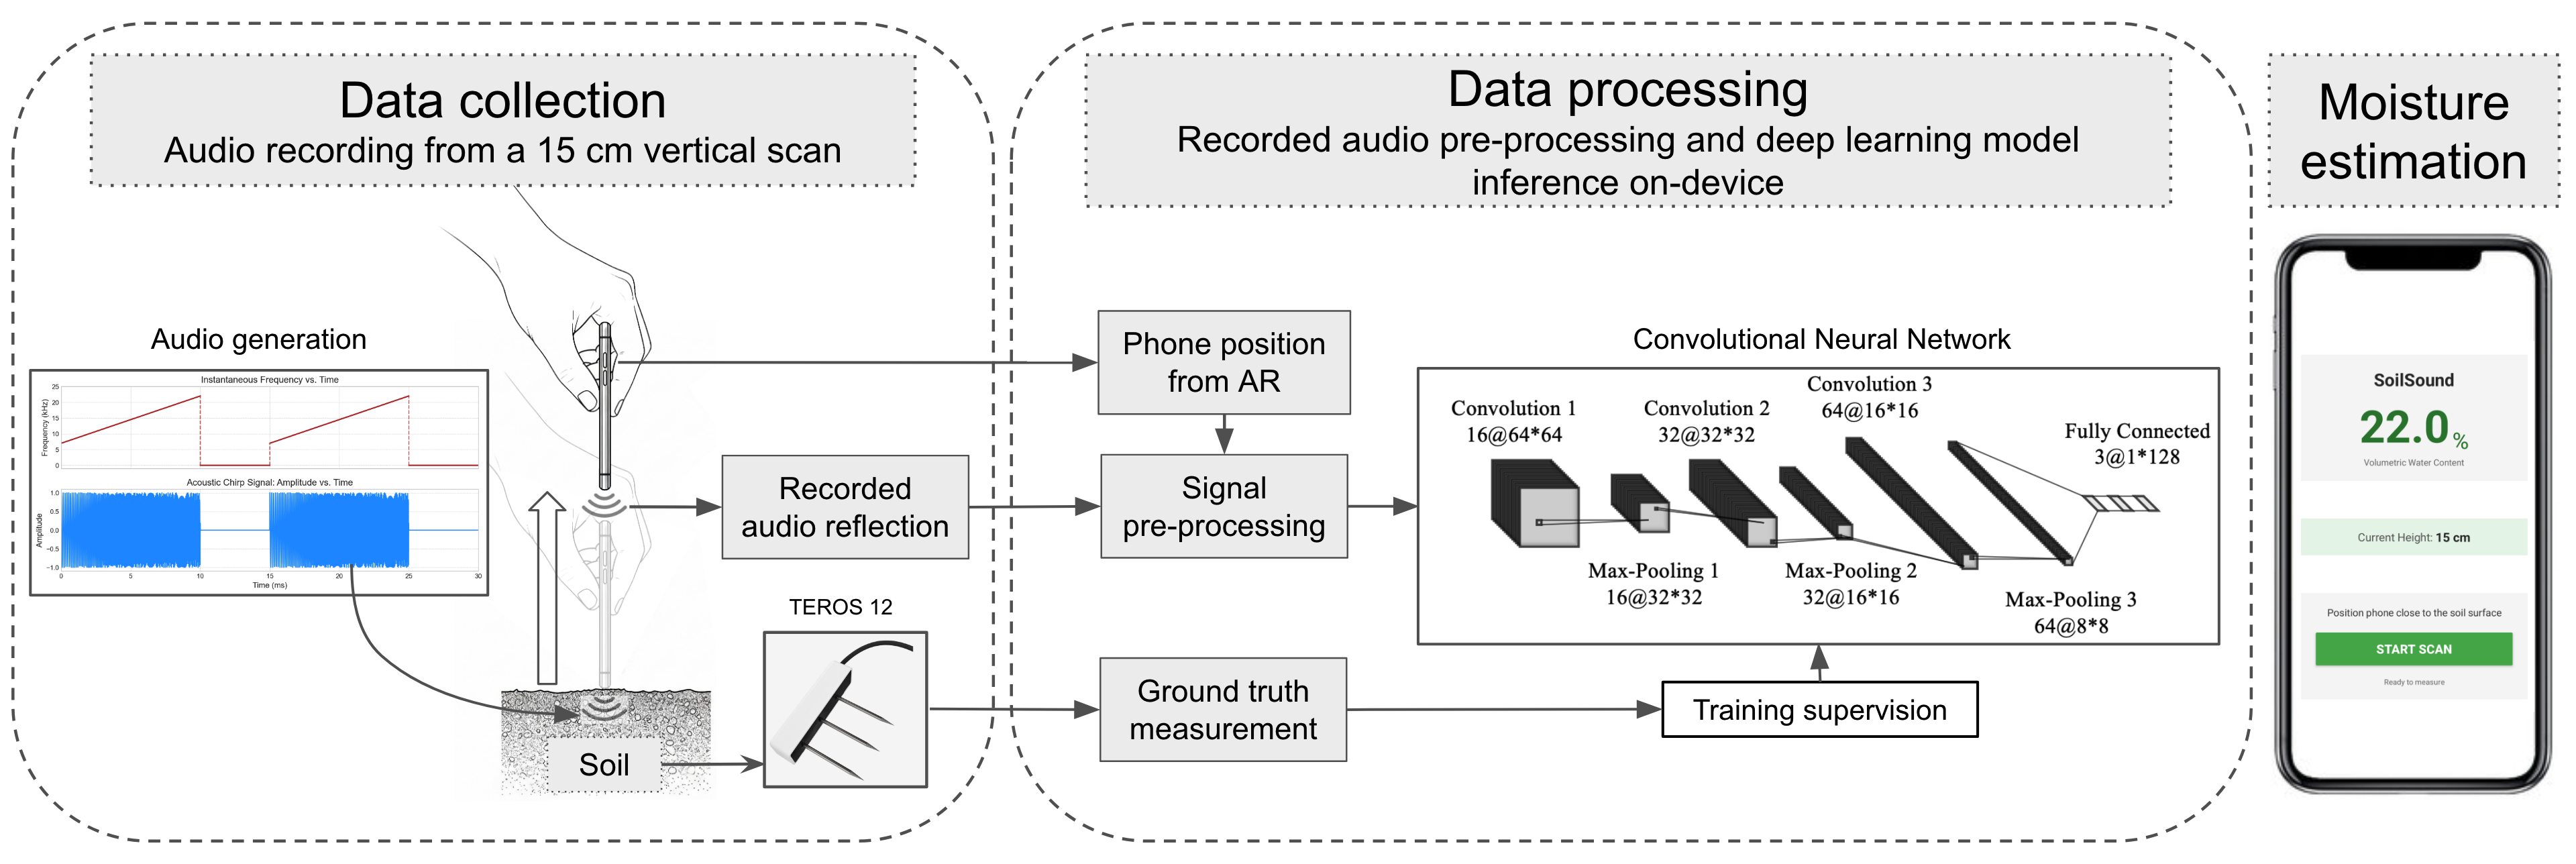 Data collection
Audio recording from a 15 cm vertical scan
Audio generation
Instantaneous Frequency vs. Time
Frequency (kHz)
25
20
15
10
5
0
Acoustic Chirp Signal: Amplitude vs. Time
Amplitude
1.0
0.5
0.0
−0.5
−1.0
0
5
10
15
20
25
30
Time (ms)
Recorded
audio reflection
TEROS 12
Soil
Data processing
Recorded audio pre-processing and deep learning model
inference on-device
Phone position
from AR
Signal
pre-processing
Ground truth
measurement
Convolutional Neural Network
Convolution 1
16@64*64
Max-Pooling 1
16@32*32
Convolution 2
32@32*32
Max-Pooling 2
32@16*16
Convolution 3
64@16*16
Max-Pooling 3
64@8*8
Fully Connected
3@1*128
Training supervision
Moisture
estimation
SoilSound
22.0%
Volumetric Water Content
Current Height: 15 cm
Position phone close to the soil surface
START SCAN
Ready to measure